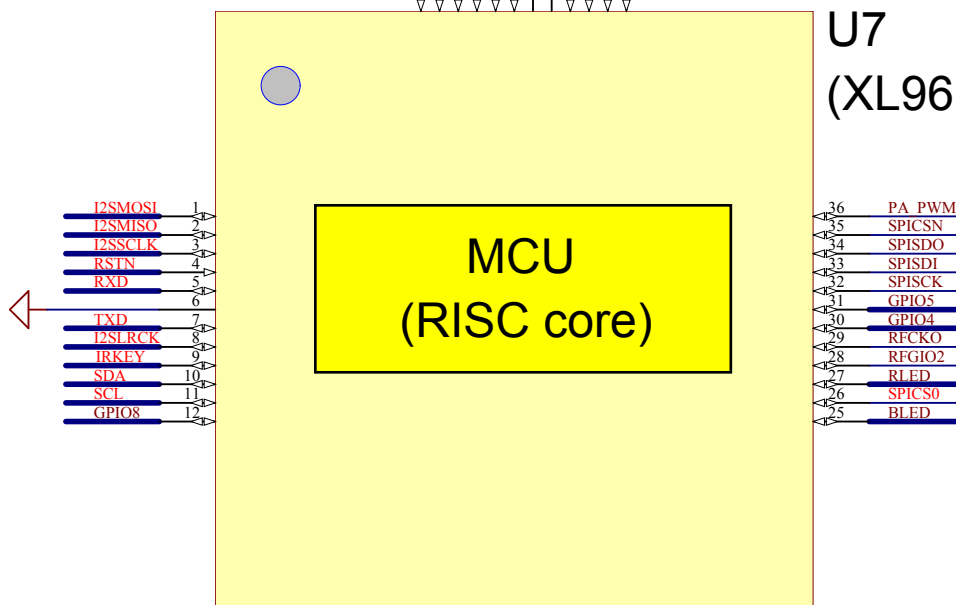 U7
(XL96
I2SMOSI 1
I2SMISO 2
I2SSCLK 3
RSTN 4
RXD 5
6
TXD 7
I2SLRCK 8
IRKEY 9
SDA 10
SCL 11
GPIO8 12
MCU
(RISC core)
36 PA_PWM
35 SPICSN
34 SPISDO
33 SPISDI
32 SPISCK
31 GPIO5
30 GPIO4
29 RFCKO
28 RFGIO2
27 RLED
26 SPICS0
25 BLED